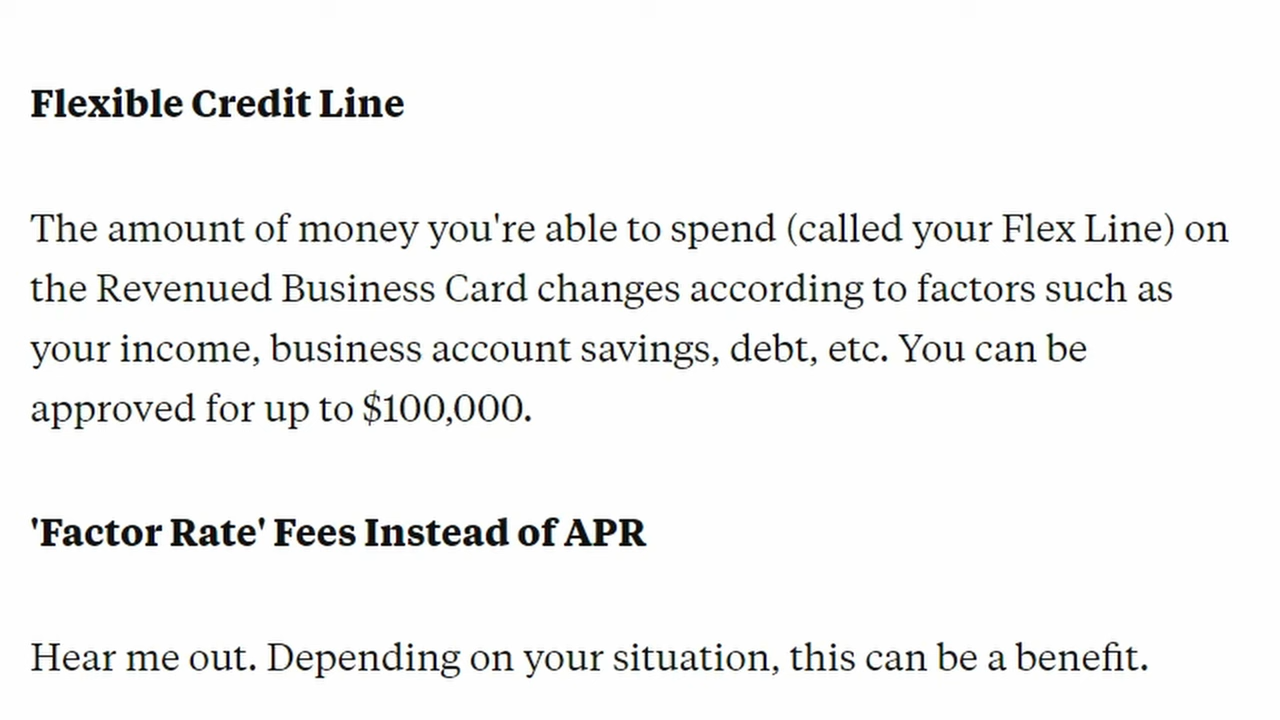 Flexible Credit Line
The amount of money you're able to spend (called your Flex Line) on
the Revenued Business Card changes according to factors such as
your income, business account savings, debt, etc. You can be
approved for up to $100,000.
'Factor Rate' Fees Instead of APR
Hear me out. Depending on your situation, this can be a benefit.